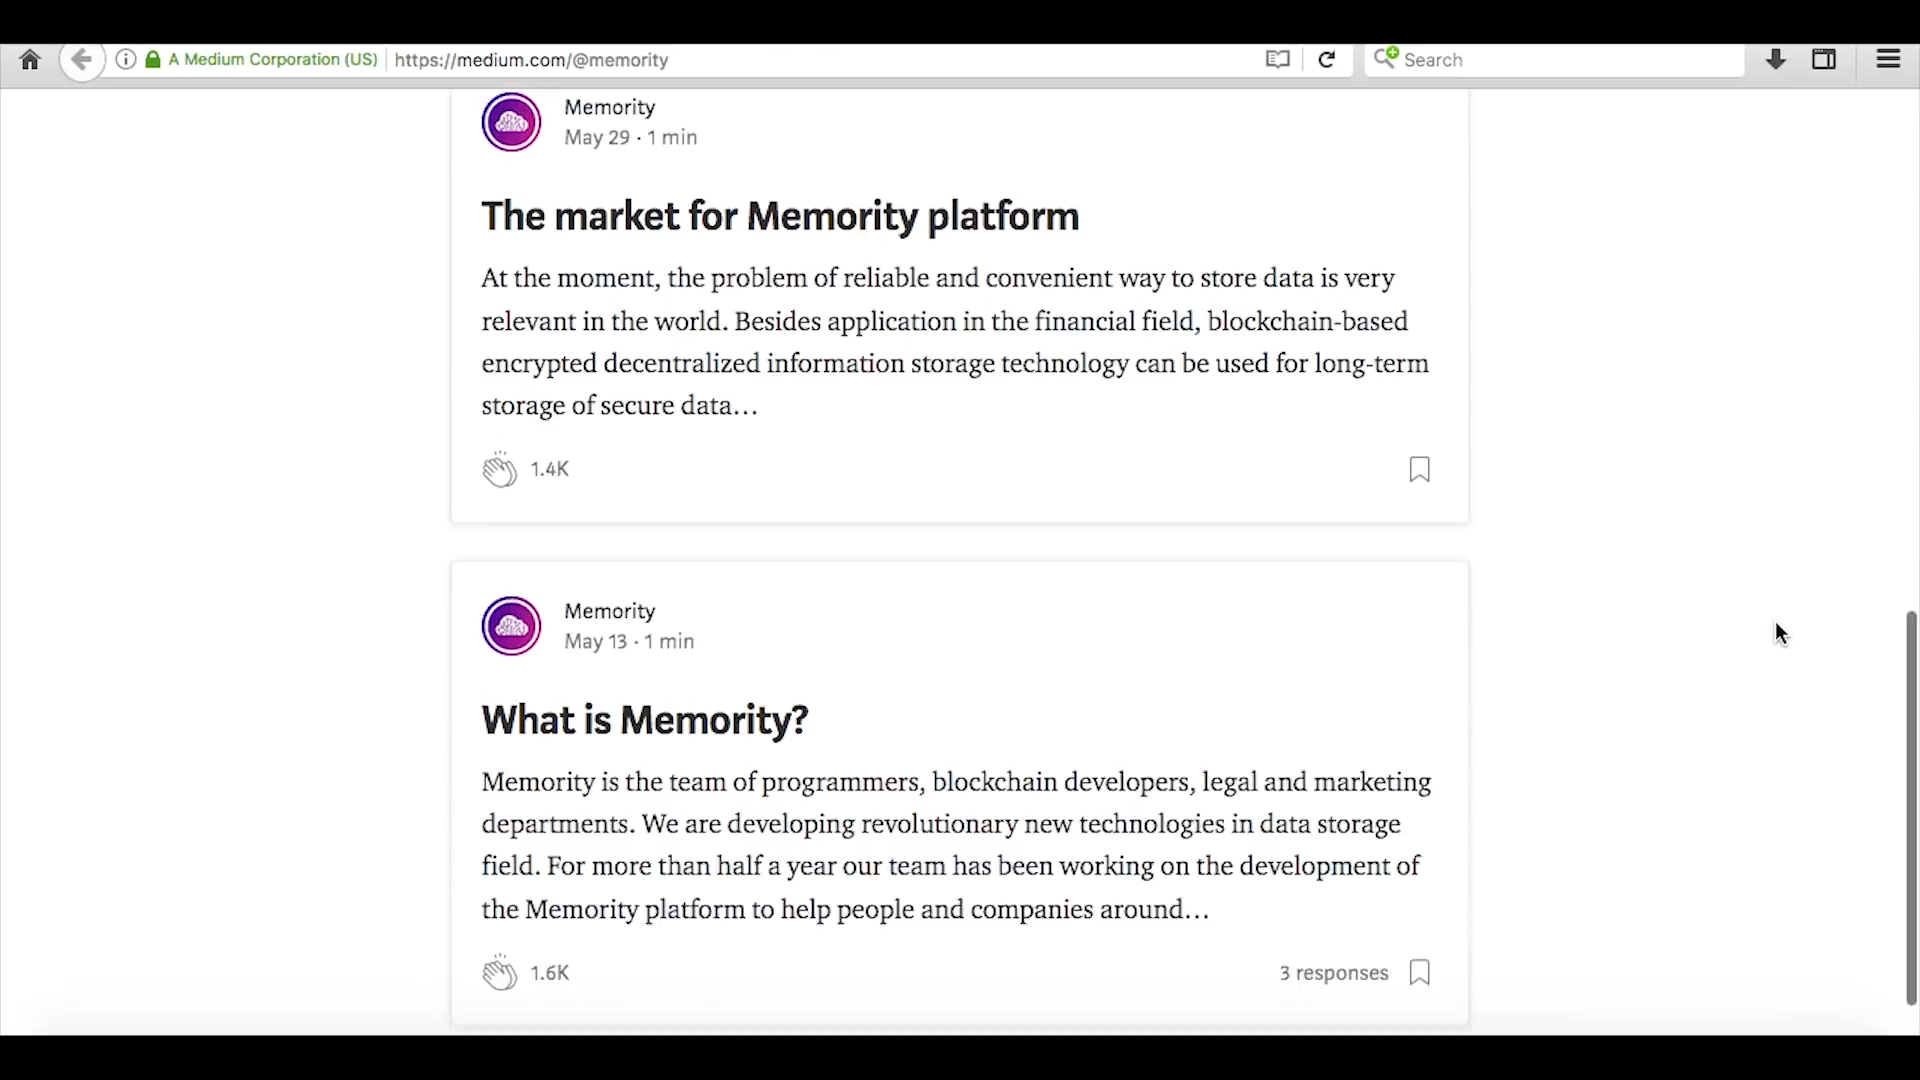 A Medium Corporation (US) https://medium.com/@memority Search
Memority
May 29 · 1 min
The market for Memority platform
At the moment, the problem of reliable and convenient way to store data is very
relevant in the world. Besides application in the financial field, blockchain-based
encrypted decentralized information storage technology can be used for long-term
storage of secure data…
1.4K
Memority
May 13 · 1 min
What is Memority?
Memority is the team of programmers, blockchain developers, legal and marketing
departments. We are developing revolutionary new technologies in data storage
field. For more than half a year our team has been working on the development of
the Memority platform to help people and companies around…
1.6K 3 responses